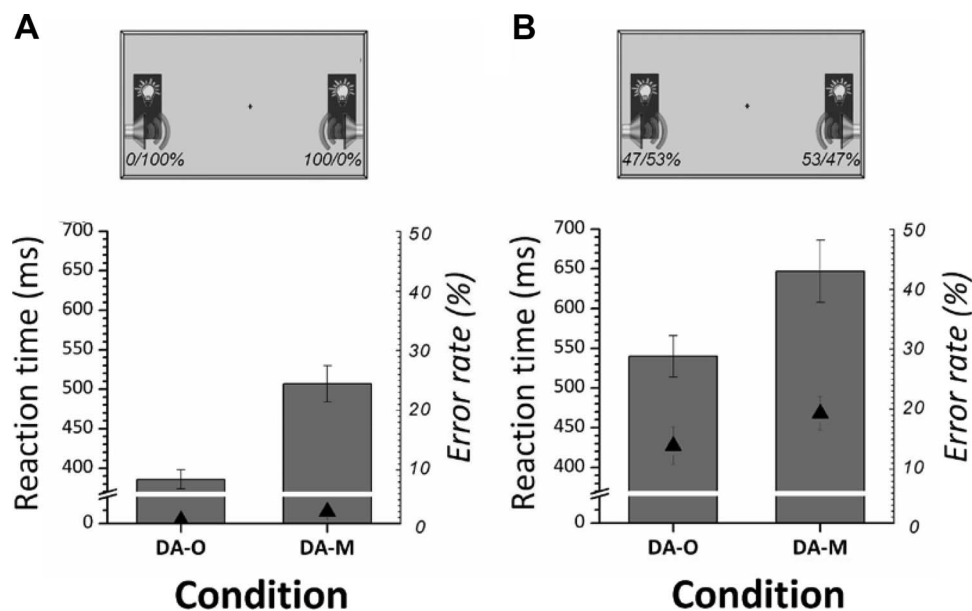 A
0/100%
100/0%
Reaction time (ms)
700
650
600
550
500
450
400
0
50
40
30
20
10
0
Error rate (%)
DA-O
DA-M
Condition
B
47/53%
53/47%
Reaction time (ms)
700
650
600
550
500
450
400
0
50
40
30
20
10
0
Error rate (%)
DA-O
DA-M
Condition